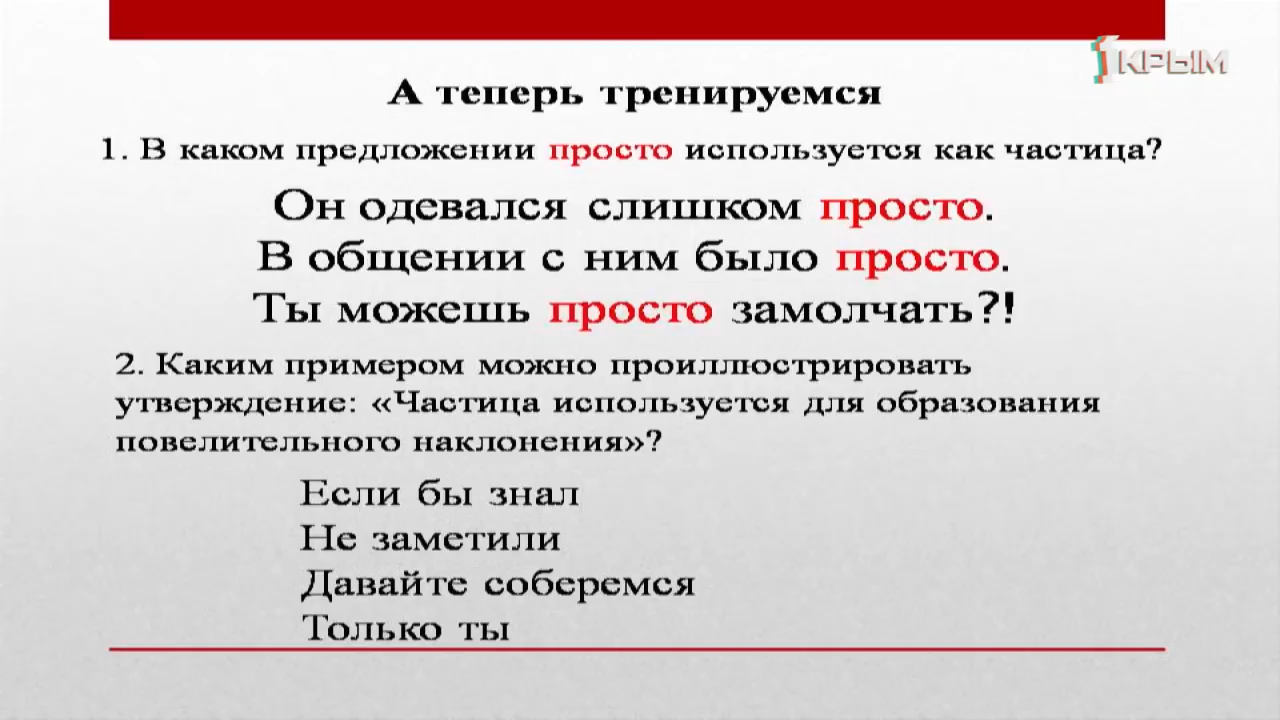 КРЫМ
А теперь тренируемся
1. В каком предложении просто используется как частица?
Он одевался слишком просто.
В общении с ним было просто.
Ты можешь просто замолчать?!
2. Каким примером можно проиллюстрировать
утверждение: «Частица используется для образования
повелительного наклонения»?
Если бы знал
Не заметили
Давайте соберемся
Только ты